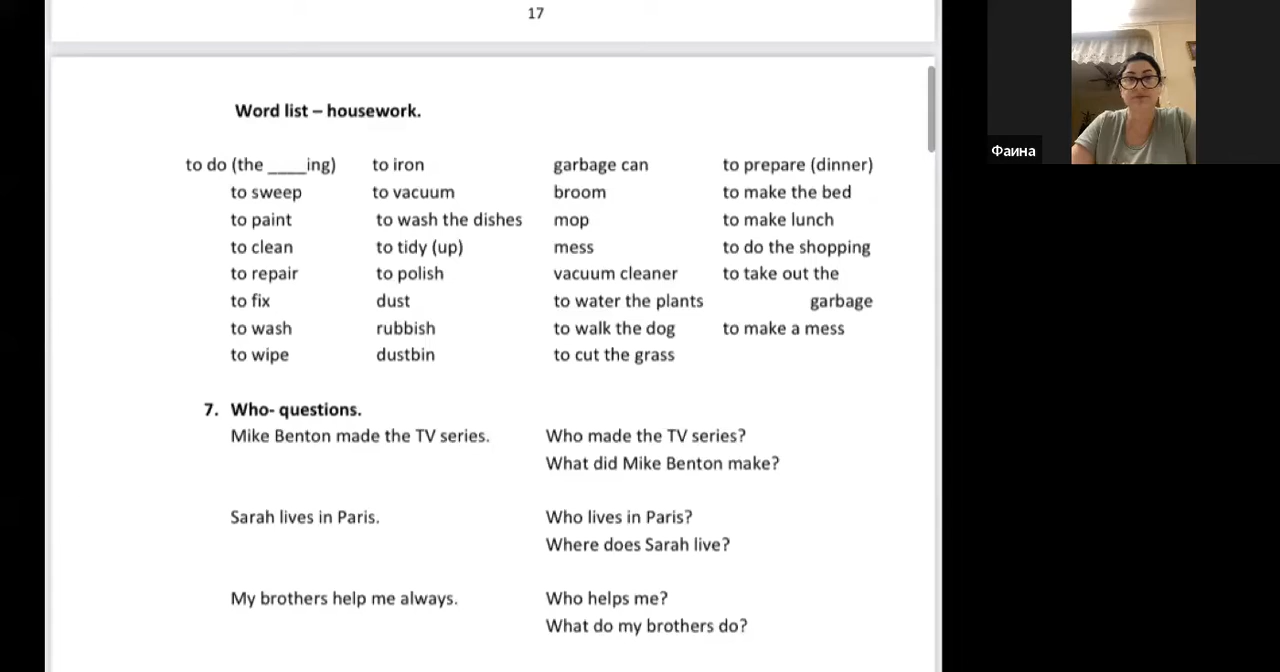 17
Word list – housework.
to do (the ____ing) to iron garbage can to prepare (dinner)
to sweep to vacuum broom to make the bed
to paint to wash the dishes mop to make lunch
to clean to tidy (up) mess to do the shopping
to repair to polish vacuum cleaner to take out the
to fix dust to water the plants garbage
to wash rubbish to walk the dog to make a mess
to wipe dustbin to cut the grass
7. Who- questions.
Mike Benton made the TV series. Who made the TV series?
What did Mike Benton make?
Sarah lives in Paris. Who lives in Paris?
Where does Sarah live?
My brothers help me always. Who helps me?
What do my brothers do?
Фаина